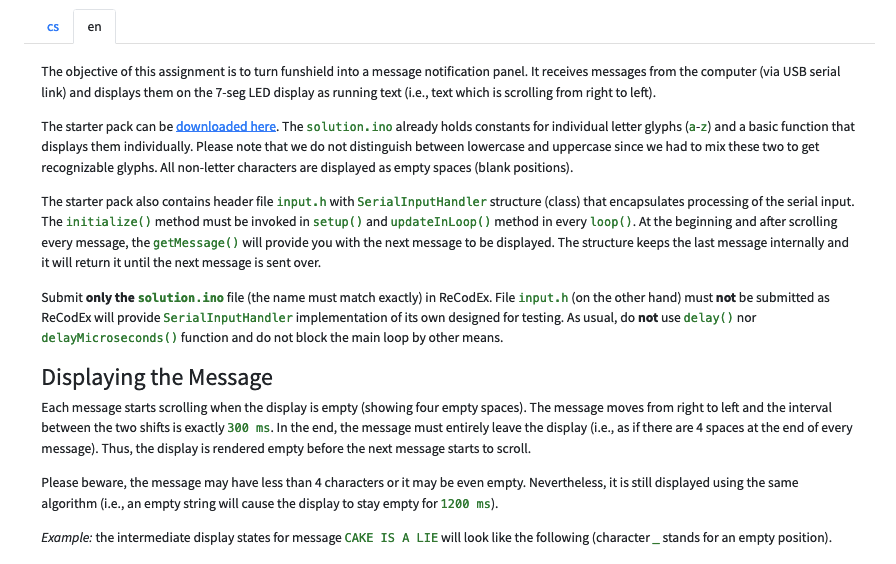 cs
en
The objective of this assignment is to turn funshield into a message notification panel. It receives messages from the computer (via USB serial
link) and displays them on the 7-seg LED display as running text (i.e., text which is scrolling from right to left).
The starter pack can be downloaded here. The solution.ino already holds constants for individual letter glyphs (a-z) and a basic function that
displays them individually. Please note that we do not distinguish between lowercase and uppercase since we had to mix these two to get
recognizable glyphs. All non-letter characters are displayed as empty spaces (blank positions).
The starter pack also contains header file input.h with SerialInputHandler structure (class) that encapsulates processing of the serial input.
The initialize() method must be invoked in setup() and updateInLoop() method in every loop(). At the beginning and after scrolling
every message, the getMessage() will provide you with the next message to be displayed. The structure keeps the last message internally and
it will return it until the next message is sent over.
Submit only the solution.ino file (the name must match exactly) in ReCodEx. File input.h (on the other hand) must not be submitted as
ReCodEx will provide SerialInputHandler implementation of its own designed for testing. As usual, do not use delay() nor
delayMicroseconds() function and do not block the main loop by other means.
Displaying the Message
Each message starts scrolling when the display is empty (showing four empty spaces). The message moves from right to left and the interval
between the two shifts is exactly 300 ms. In the end, the message must entirely leave the display (i.e., as if there are 4 spaces at the end of every
message). Thus, the display is rendered empty before the next message starts to scroll.
Please beware, the message may have less than 4 characters or it may be even empty. Nevertheless, it is still displayed using the same
algorithm (i.e., an empty string will cause the display to stay empty for 1200 ms).
Example: the intermediate display states for message CAKE IS A LIE will look like the following (character _ stands for an empty position).